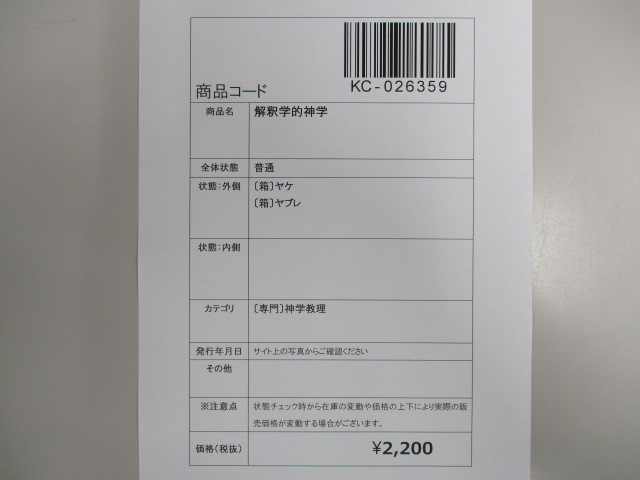 KC-026359
商品コード
商品名 解釈学的神学
全体状態 普通
状態：外側 〔箱〕ヤケ
〔箱〕ヤブレ
状態：内側
カテゴリ 〔専門〕神学教理
発行年月日 サイト上の写真からご確認ください
その他
※注意点 状態チェック時から在庫の変動や価格の上下により実際の販
売価格が変動する場合がございます。
価格（税抜） ¥2,200